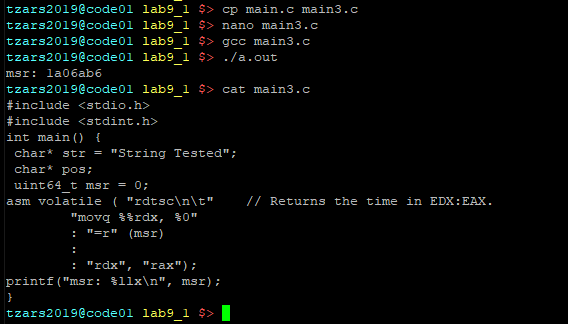 tzars2019@code01 lab9_1 $> cp main.c main3.c
tzars2019@code01 lab9_1 $> nano main3.c
tzars2019@code01 lab9_1 $> gcc main3.c
tzars2019@code01 lab9_1 $> ./a.out
msr: 1a06ab6
tzars2019@code01 lab9_1 $> cat main3.c
#include <stdio.h>
#include <stdint.h>
int main() {
 char* str = "String Tested";
 char* pos;
 uint64_t msr = 0;
asm volatile ( "rdtsc\n\t"    // Returns the time in EDX:EAX.
        "movq %%rdx, %0"
        : "=r" (msr)
        :
        : "rdx", "rax");
printf("msr: %llx\n", msr);
}
tzars2019@code01 lab9_1 $>